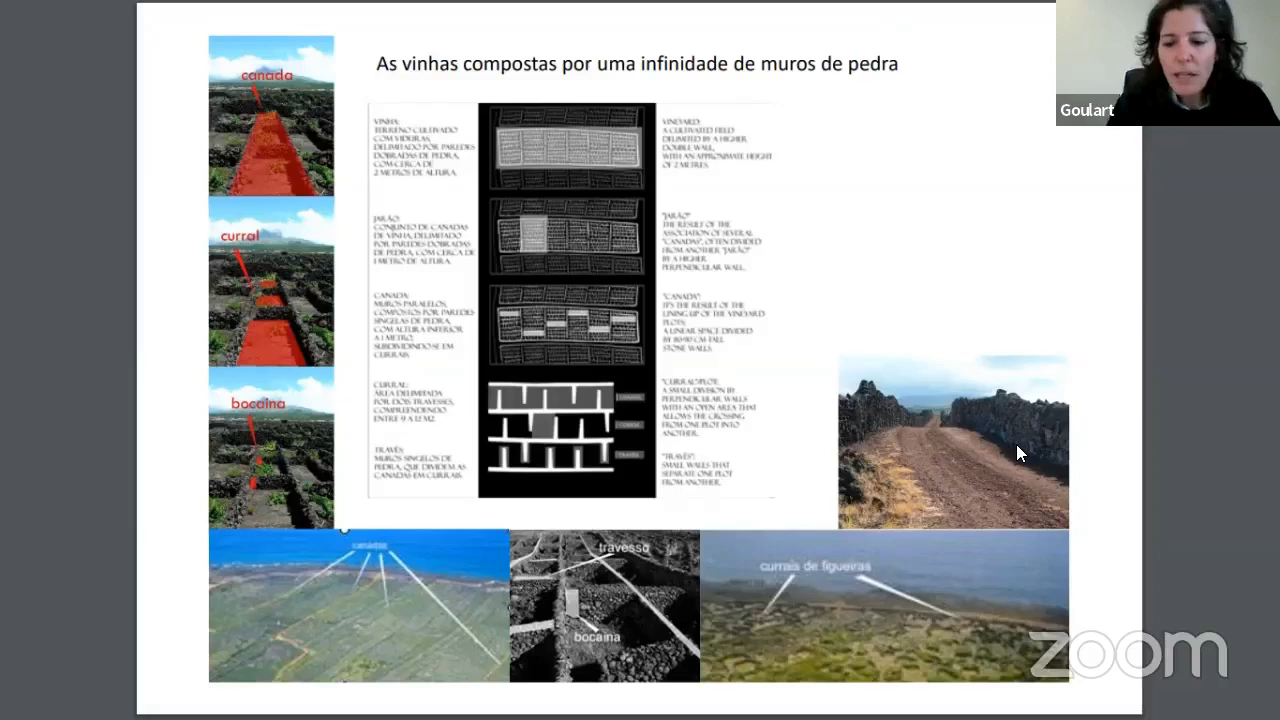 As vinhas compostas por uma infinidade de muros de pedra
Goulart
canada
curral
bocaina
VINHA:
TERRENO CULTIVADO
COM VIDEIRAS,
DELIMITADO POR PAREDES
DOBRADAS DE PEDRA,
COM CERCA DE
2 METROS DE ALTURA.
JARÃO:
CONJUNTO DE CANADAS
DE VINHA, DELIMITADO
POR PAREDES DOBRADAS
DE PEDRA, COM CERCA DE
1 METRO DE ALTURA.
CANADA:
MUROS PARALELOS,
COMPOSTOS POR PAREDES
SINGELAS DE PEDRA,
COM ALTURA INFERIOR
A 1 METRO,
SUBDIVIDINDO-SE EM
CURRAIS.
CURRAL:
ÁREA DELIMITADA
POR DOIS TRAVESSES,
COMPREENDENDO
ENTRE 9 A 12 M2.
TRAVÉS:
MUROS SINGELOS DE
PEDRA, QUE DIVIDEM AS
CANADAS EM CURRAIS.
VINEYARD:
A CULTIVATED FIELD
DELIMITED BY A HIGHER
DOUBLE WALL,
WITH AN APPROXIMATE HEIGHT
OF 2 METRES.
"JARÃO":
THE RESULT OF THE
ASSOCIATION OF SEVERAL
"CANADAS", OFTEN DIVIDED
FROM ANOTHER "JARÃO"
BY A HIGHER
PERPENDICULAR WALL.
"CANADA":
IT'S THE RESULT OF THE
LINING UP OF THE VINEYARD
PLOTS:
A LINEAR SPACE DIVIDED
BY 80/90 CM-TALL
STONE WALLS.
"CURRAL"/PLOT:
A SMALL DIVISION BY
PERPENDICULAR WALLS
WITH AN OPEN AREA THAT
ALLOWS THE CROSSING
FROM ONE PLOT INTO
ANOTHER.
"TRAVÉS":
SMALL WALLS THAT
SEPARATE ONE PLOT
FROM ANOTHER.
canadas
travesso
bocaina
currais de figueiras
zoom